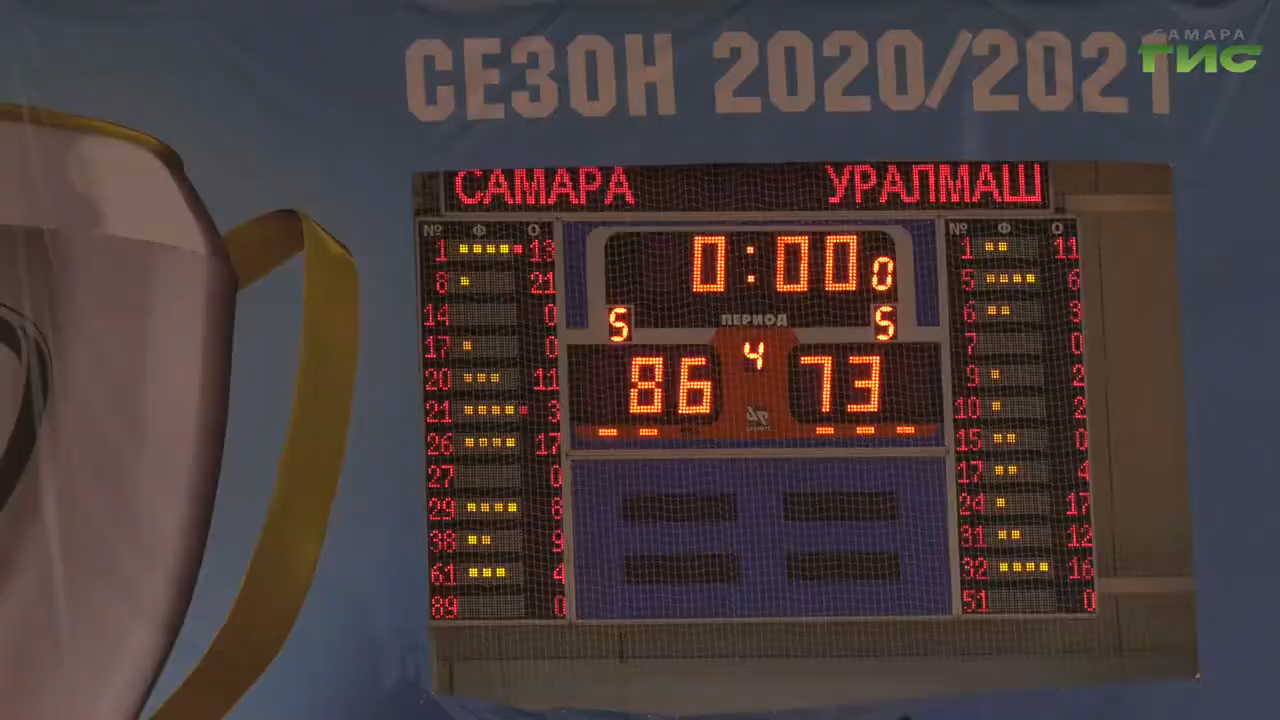 САМАРА
ТИС
СЕЗОН 2020/2021
САМАРА УРАЛМАШ
№ Ф О № Ф О
0:00 0
5 ПЕРИОД 5
4
86 73
1 13 1 11
8 21 5 6
14 0 6 3
17 0 7 0
20 11 9 2
21 3 10 2
26 17 15 0
27 0 17 4
29 8 24 17
38 9 31 12
61 4 32 16
89 0 51 0